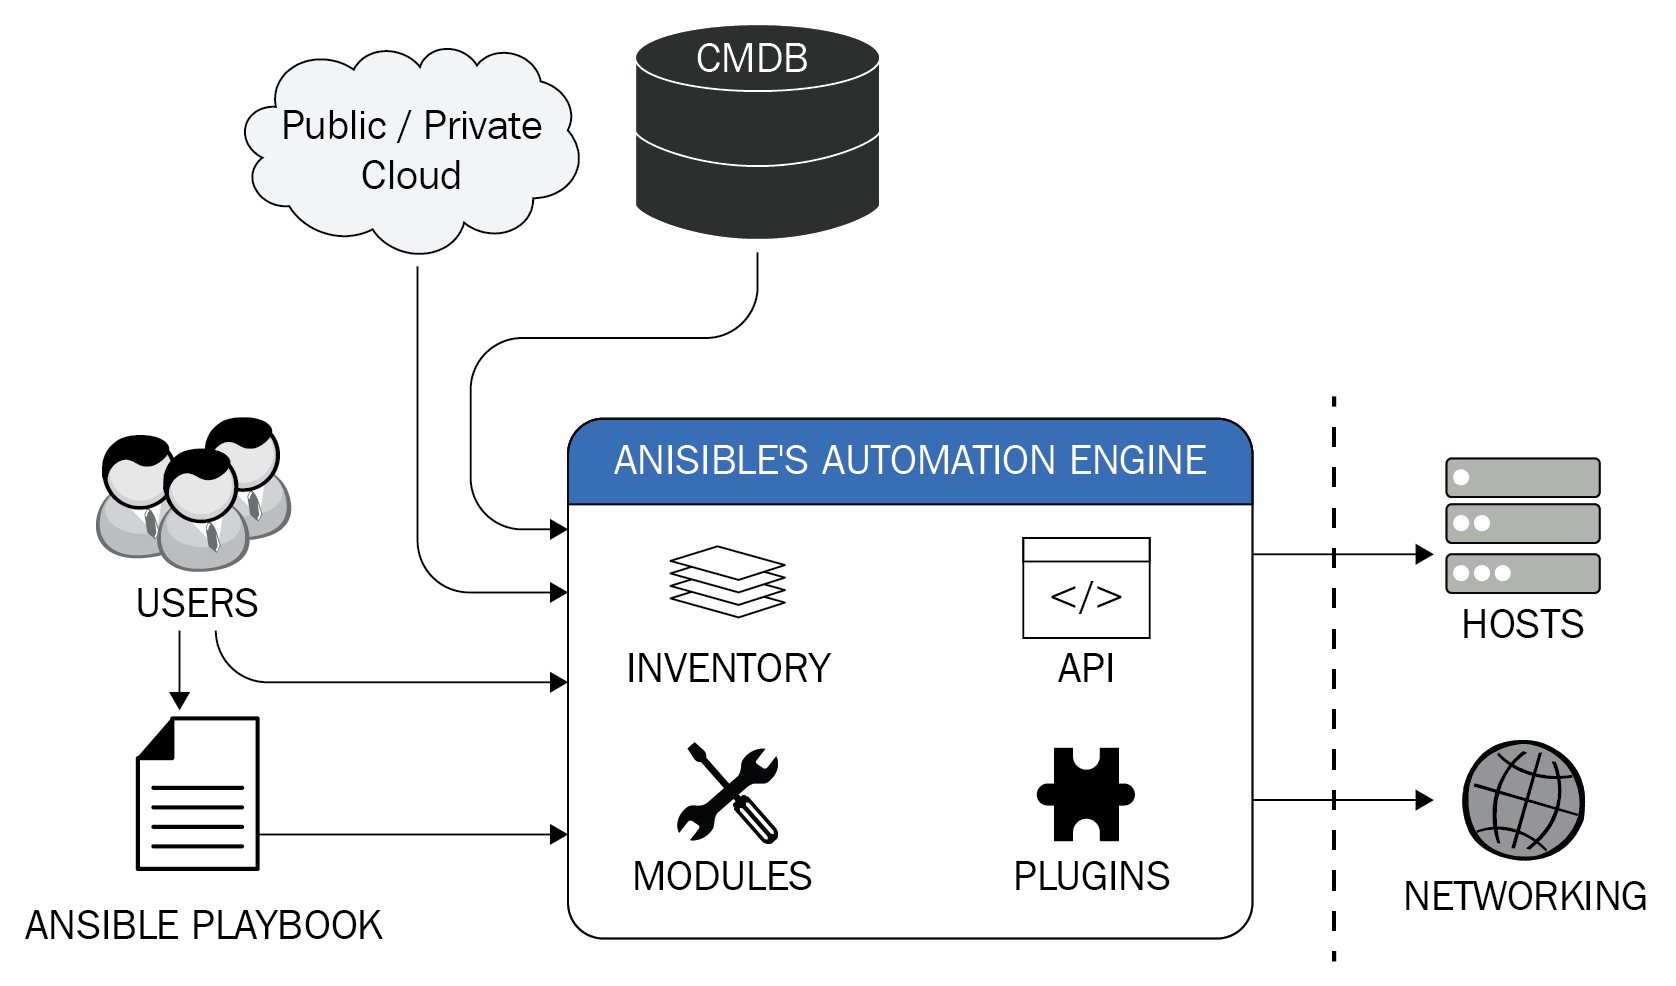 CMDB
Public / Private
Cloud
ANISIBLE'S AUTOMATION ENGINE
USERS
</>
HOSTS
INVENTORY
API
MODULES
PLUGINS
NETWORKING
ANSIBLE PLAYBOOK